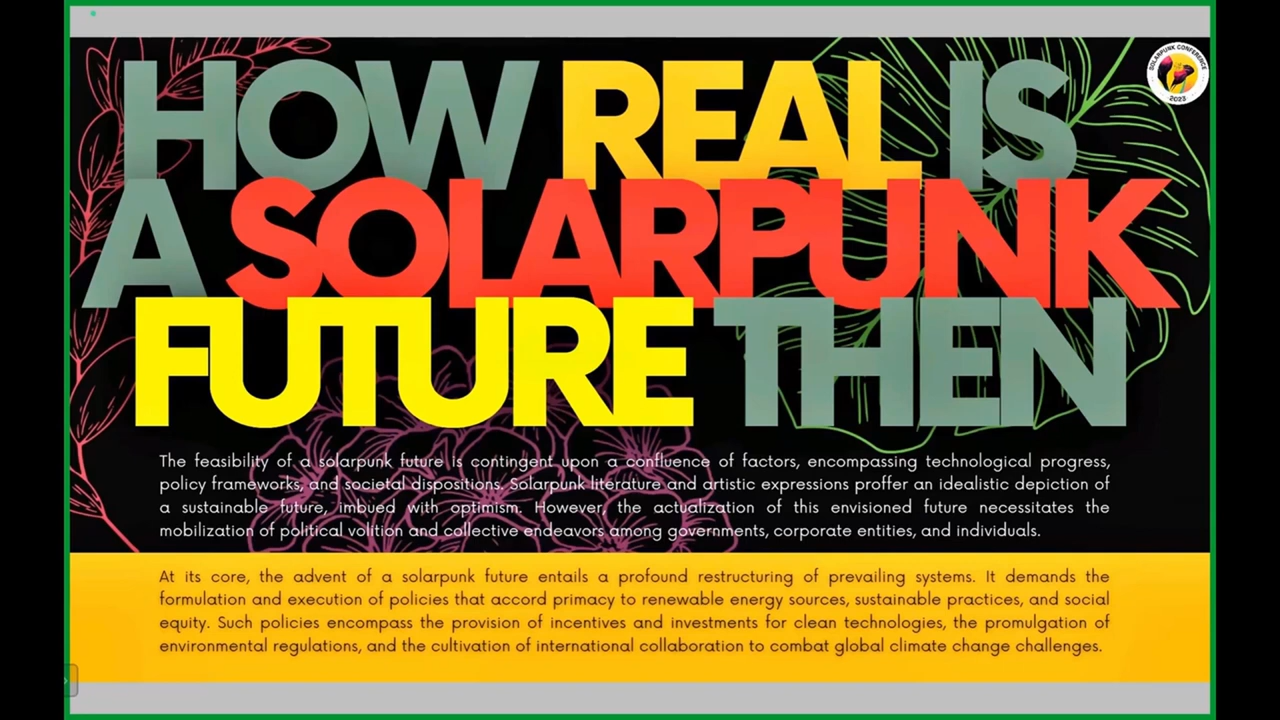 SOLARPUNK CONFERENCE
2023
HOW REAL IS
A SOLARPUNK
FUTURE THEN
The feasibility of a solarpunk future is contingent upon a confluence of factors, encompassing technological progress,
policy frameworks, and societal dispositions. Solarpunk literature and artistic expressions proffer an idealistic depiction of
a sustainable future, imbued with optimism. However, the actualization of this envisioned future necessitates the
mobilization of political volition and collective endeavors among governments, corporate entities, and individuals.
At its core, the advent of a solarpunk future entails a profound restructuring of prevailing systems. It demands the
formulation and execution of policies that accord primacy to renewable energy sources, sustainable practices, and social
equity. Such policies encompass the provision of incentives and investments for clean technologies, the promulgation of
environmental regulations, and the cultivation of international collaboration to combat global climate change challenges.